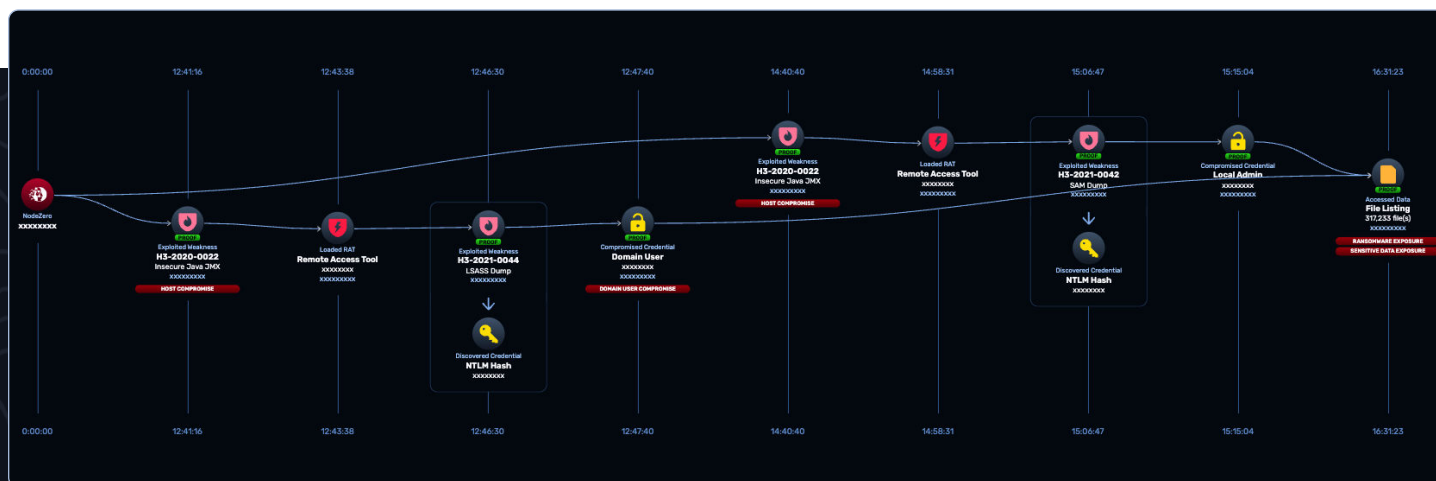 0:00:00
12:41:16
12:43:38
12:46:30
12:47:40
14:40:40
14:58:31
15:06:47
15:15:04
16:31:23
NodeZero
xxxxxxxx
PROOF
Exploited Weakness
H3-2020-0022
Insecure Java JMX
xxxxxxxxx
HOST COMPROMISE
Loaded RAT
Remote Access Tool
xxxxxxxx
xxxxxxxxx
PROOF
Exploited Weakness
H3-2021-0044
LSASS Dump
xxxxxxxxx
Discovered Credential
NTLM Hash
xxxxxxxx
PROOF
Compromised Credential
Domain User
xxxxxxxx
xxxxxxxxx
DOMAIN USER COMPROMISE
PROOF
Exploited Weakness
H3-2020-0022
Insecure Java JMX
xxxxxxxxx
HOST COMPROMISE
Loaded RAT
Remote Access Tool
xxxxxxxx
xxxxxxxxx
PROOF
Exploited Weakness
H3-2021-0042
SAM Dump
xxxxxxxxx
Discovered Credential
NTLM Hash
xxxxxxxx
PROOF
Compromised Credential
Local Admin
xxxxxxxx
xxxxxxxxx
PROOF
Accessed Data
File Listing
317,233 file(s)
xxxxxxxxx
RANSOMWARE EXPOSURE
SENSITIVE DATA EXPOSURE
0:00:00
12:41:16
12:43:38
12:46:30
12:47:40
14:40:40
14:58:31
15:06:47
15:15:04
16:31:23